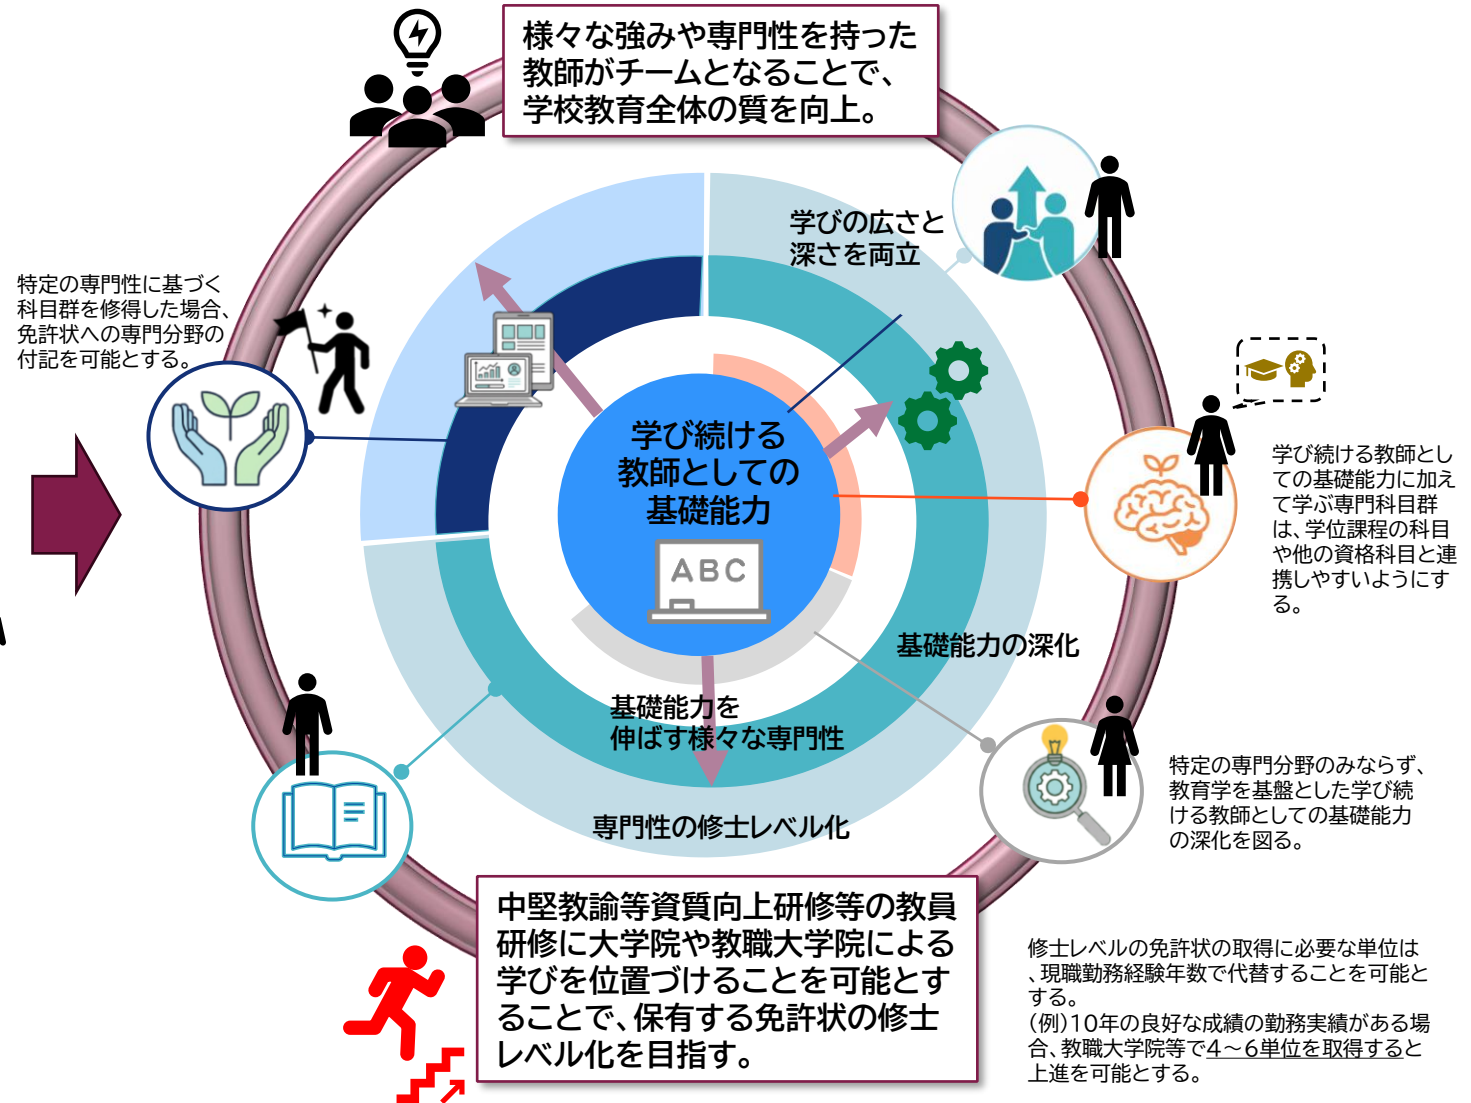 様々な強みや専門性を持った
教師がチームとなることで、
学校教育全体の質を向上。
学びの広さと
深さを両立
特定の専門性に基づく
科目群を修得した場合、
免許状への専門分野の
付記を可能とする。
学び続ける
教師としての
基礎能力
ABC
学び続ける教師とし
ての基礎能力に加え
て学ぶ専門科目群
は、学位課程の科目
や他の資格科目と連
携しやすいようにす
る。
基礎能力の深化
基礎能力を
伸ばす様々な専門性
専門性の修士レベル化
特定の専門分野のみならず、
教育学を基盤とした学び続
ける教師としての基礎能力
の深化を図る。
中堅教諭等資質向上研修等の教員
研修に大学院や教職大学院による
学びを位置づけることを可能とす
ることで、保有する免許状の修士
レベル化を目指す。
修士レベルの免許状の取得に必要な単位は
、現職勤務経験年数で代替することを可能と
する。
(例)10年の良好な成績の勤務実績がある場
合、教職大学院等で4～6単位を取得すると
上進を可能とする。